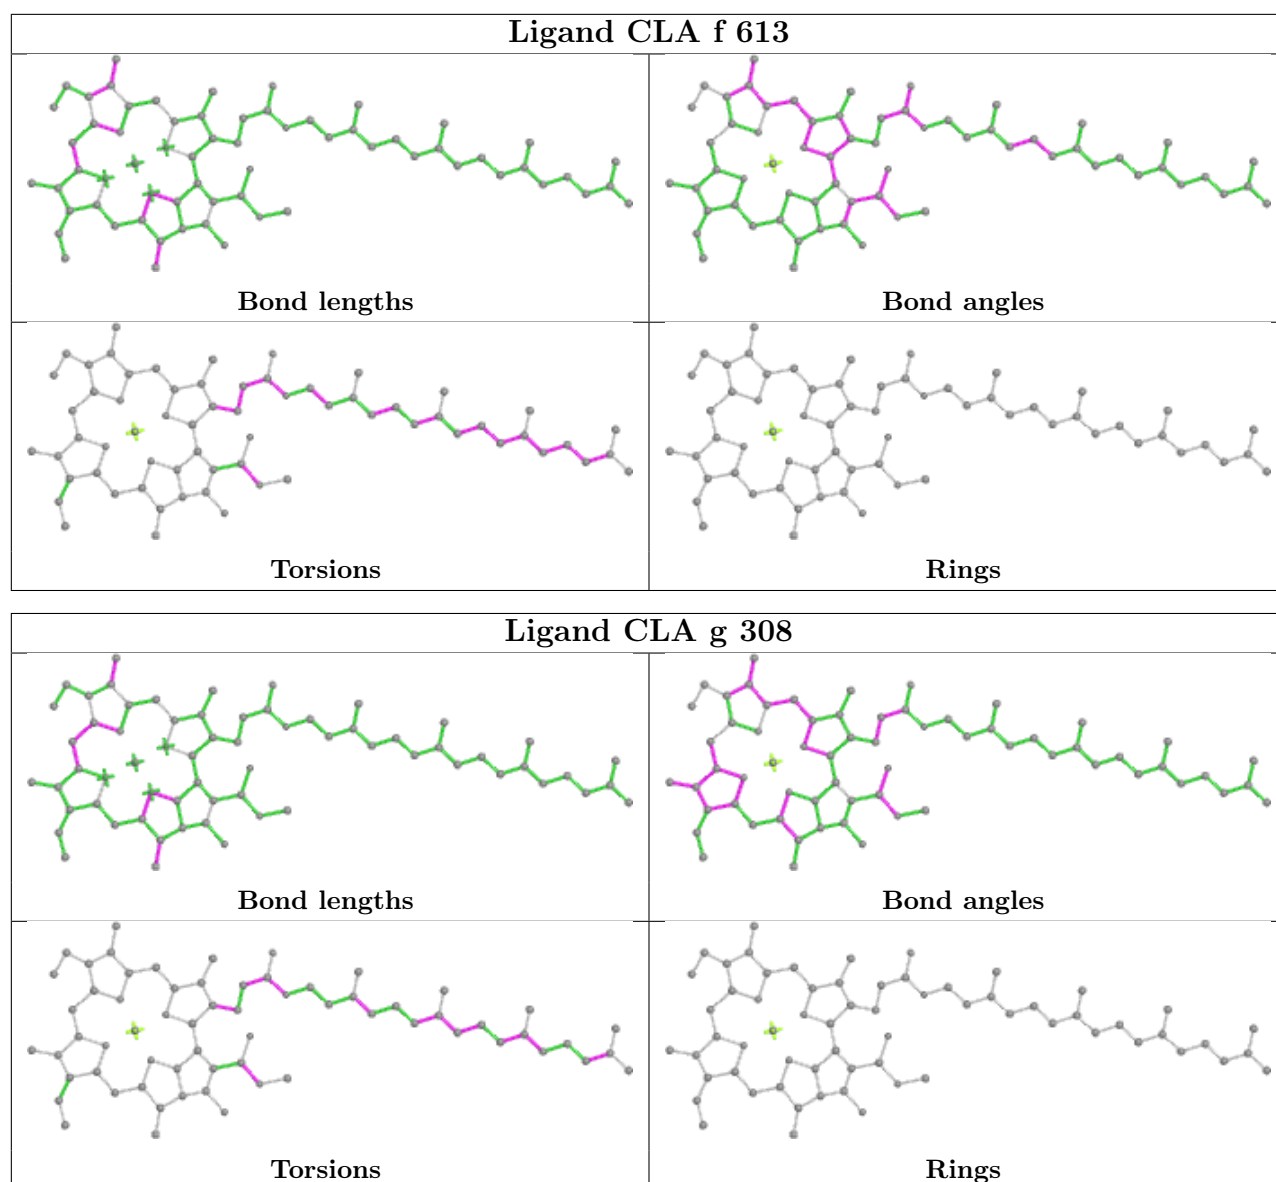 Ligand CLA f 613
Bond lengths
Bond angles
Torsions
Rings
Ligand CLA g 308
Bond lengths
Bond angles
Torsions
Rings